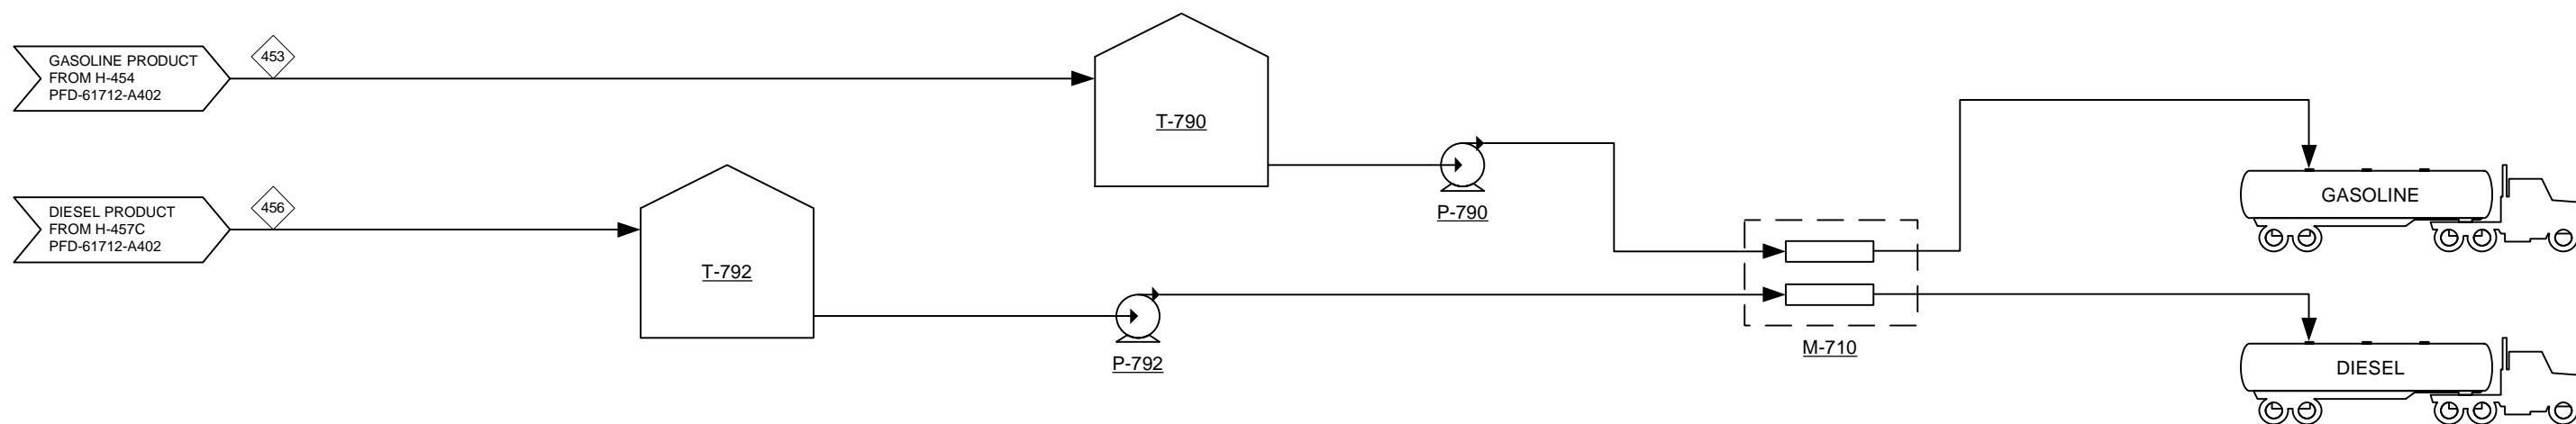 GASOLINE PRODUCT
FROM H-454
PFD-61712-A402
453
T-790
P-790
GASOLINE
DIESEL PRODUCT
FROM H-457C
PFD-61712-A402
456
T-792
P-792
M-710
DIESEL